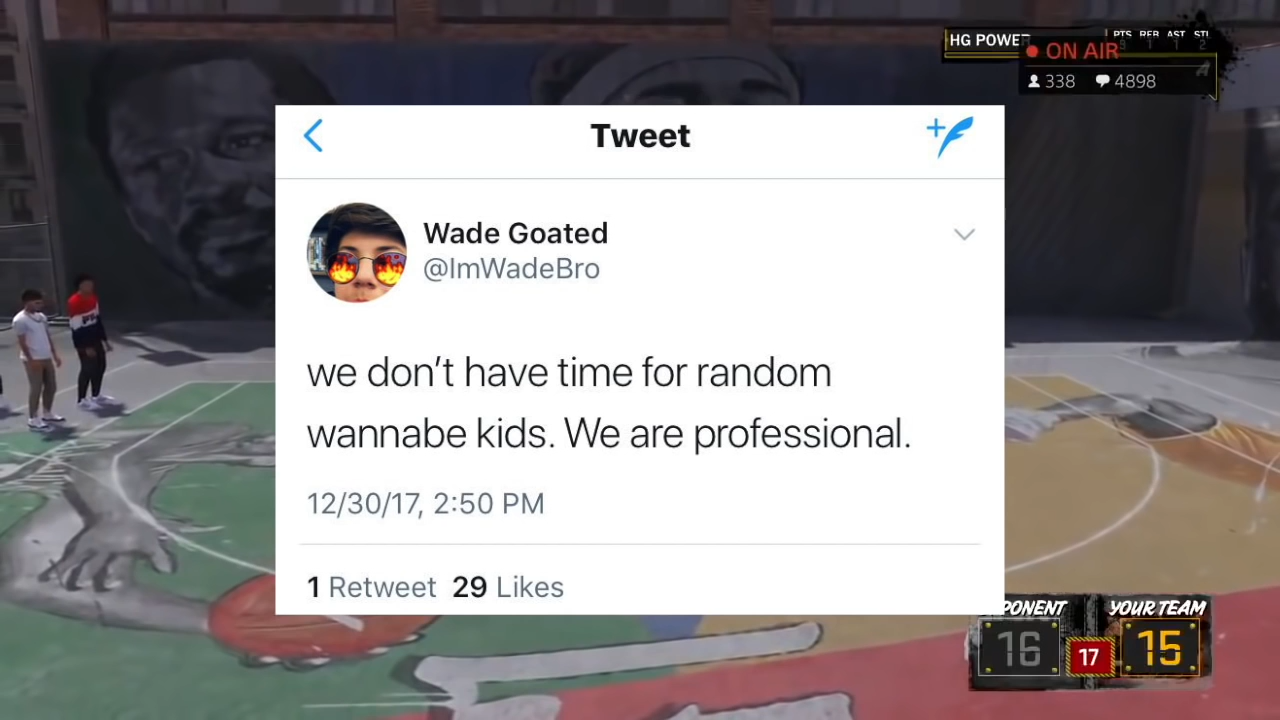 HG POWER
PTS REB AST STL
ON AIR
338 4898
Tweet
Wade Goated
@ImWadeBro
we don't have time for random
wannabe kids. We are professional.
12/30/17, 2:50 PM
1 Retweet 29 Likes
PONENT YOUR TEAM
16 17 15